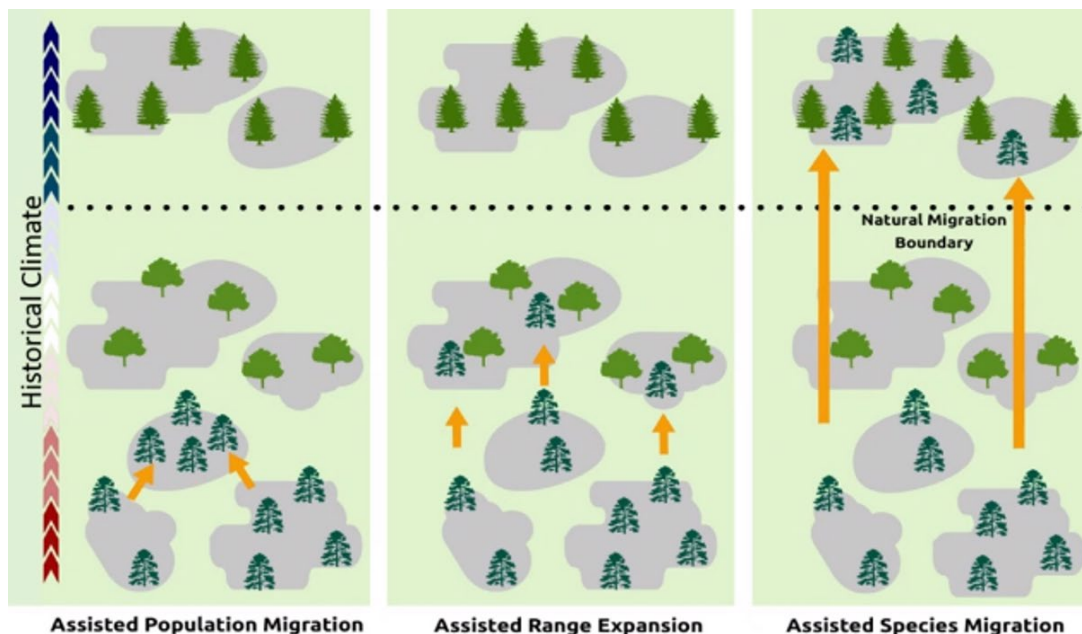 Historical Climate
Natural Migration
Boundary
Assisted Population Migration
Assisted Range Expansion
Assisted Species Migration